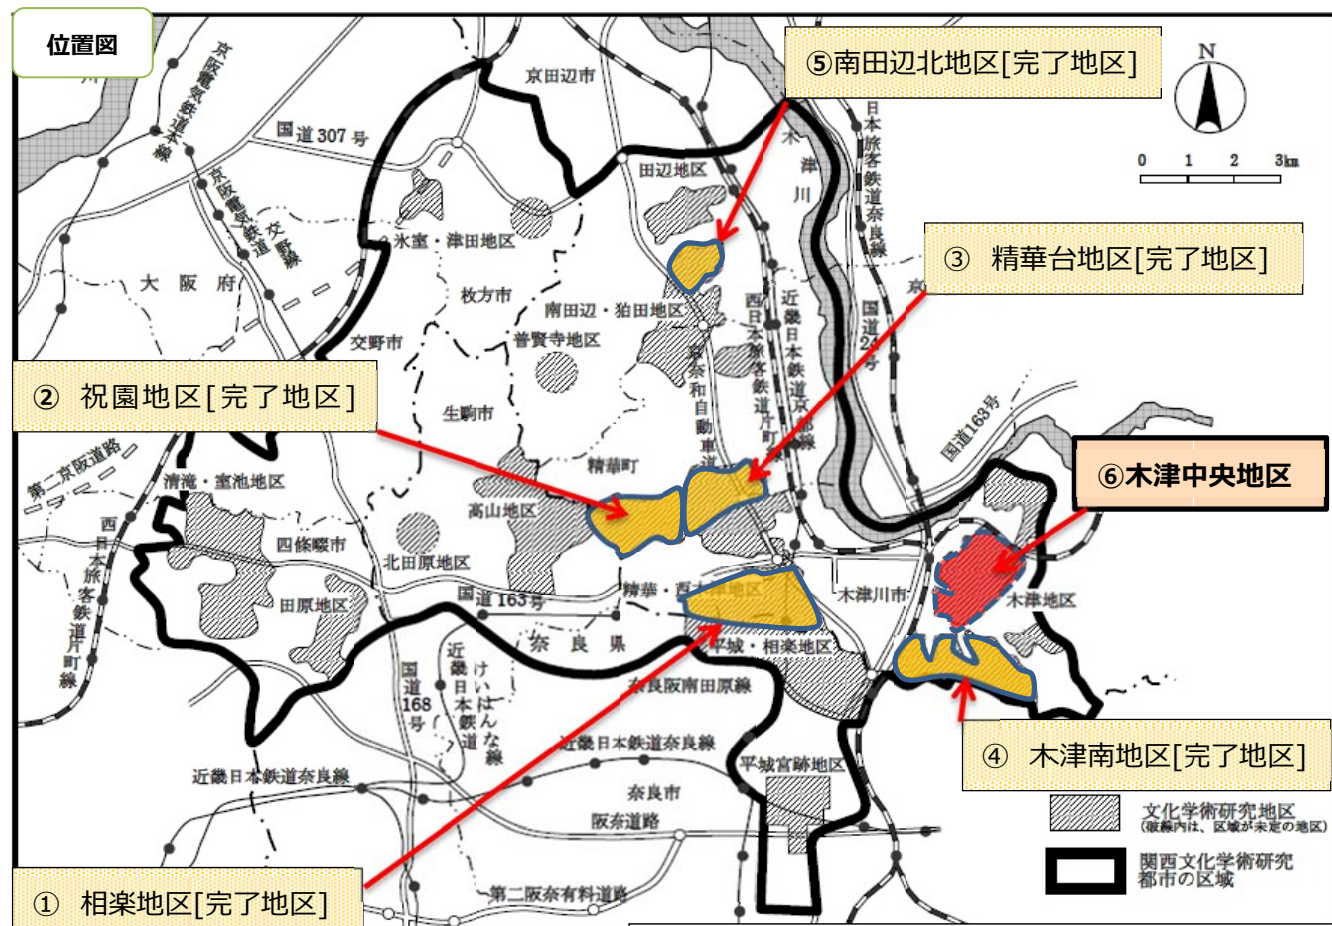 位置図
⑤南田辺北地区[完了地区]
N
0 1 2 3km
③ 精華台地区[完了地区]
② 祝園地区[完了地区]
⑥木津中央地区
④ 木津南地区[完了地区]
① 相楽地区[完了地区]
川
京阪電気鉄道本線
京田辺市
国道307号
田辺地区
木津川
日本旅客鉄道奈良線
京阪電気鉄道交野線
氷室・津田地区
大阪府
枚方市
南田辺・狛田地区
交野市
普賢寺地区
京
国道24号
西日本旅客鉄道片町線
近畿日本鉄道京都線
京奈和自動車道
生駒市
国道163号
第二京阪道路
精華町
清滝・室池地区
高山地区
西日本旅客鉄道片町線
四條畷市
北田原地区
田原地区
国道163号
精華・西木津地区
木津川市
木津地区
奈良県
平城・相楽地区
国道168号
近畿日本鉄道けいはんな線
奈良阪南田原線
近畿日本鉄道奈良線
近畿日本鉄道奈良線
平城宮跡地区
奈良市
阪奈道路
第二阪奈有料道路
文化学術研究地区
(破線内は、区域が未定の地区)
関西文化学術研究
都市の区域